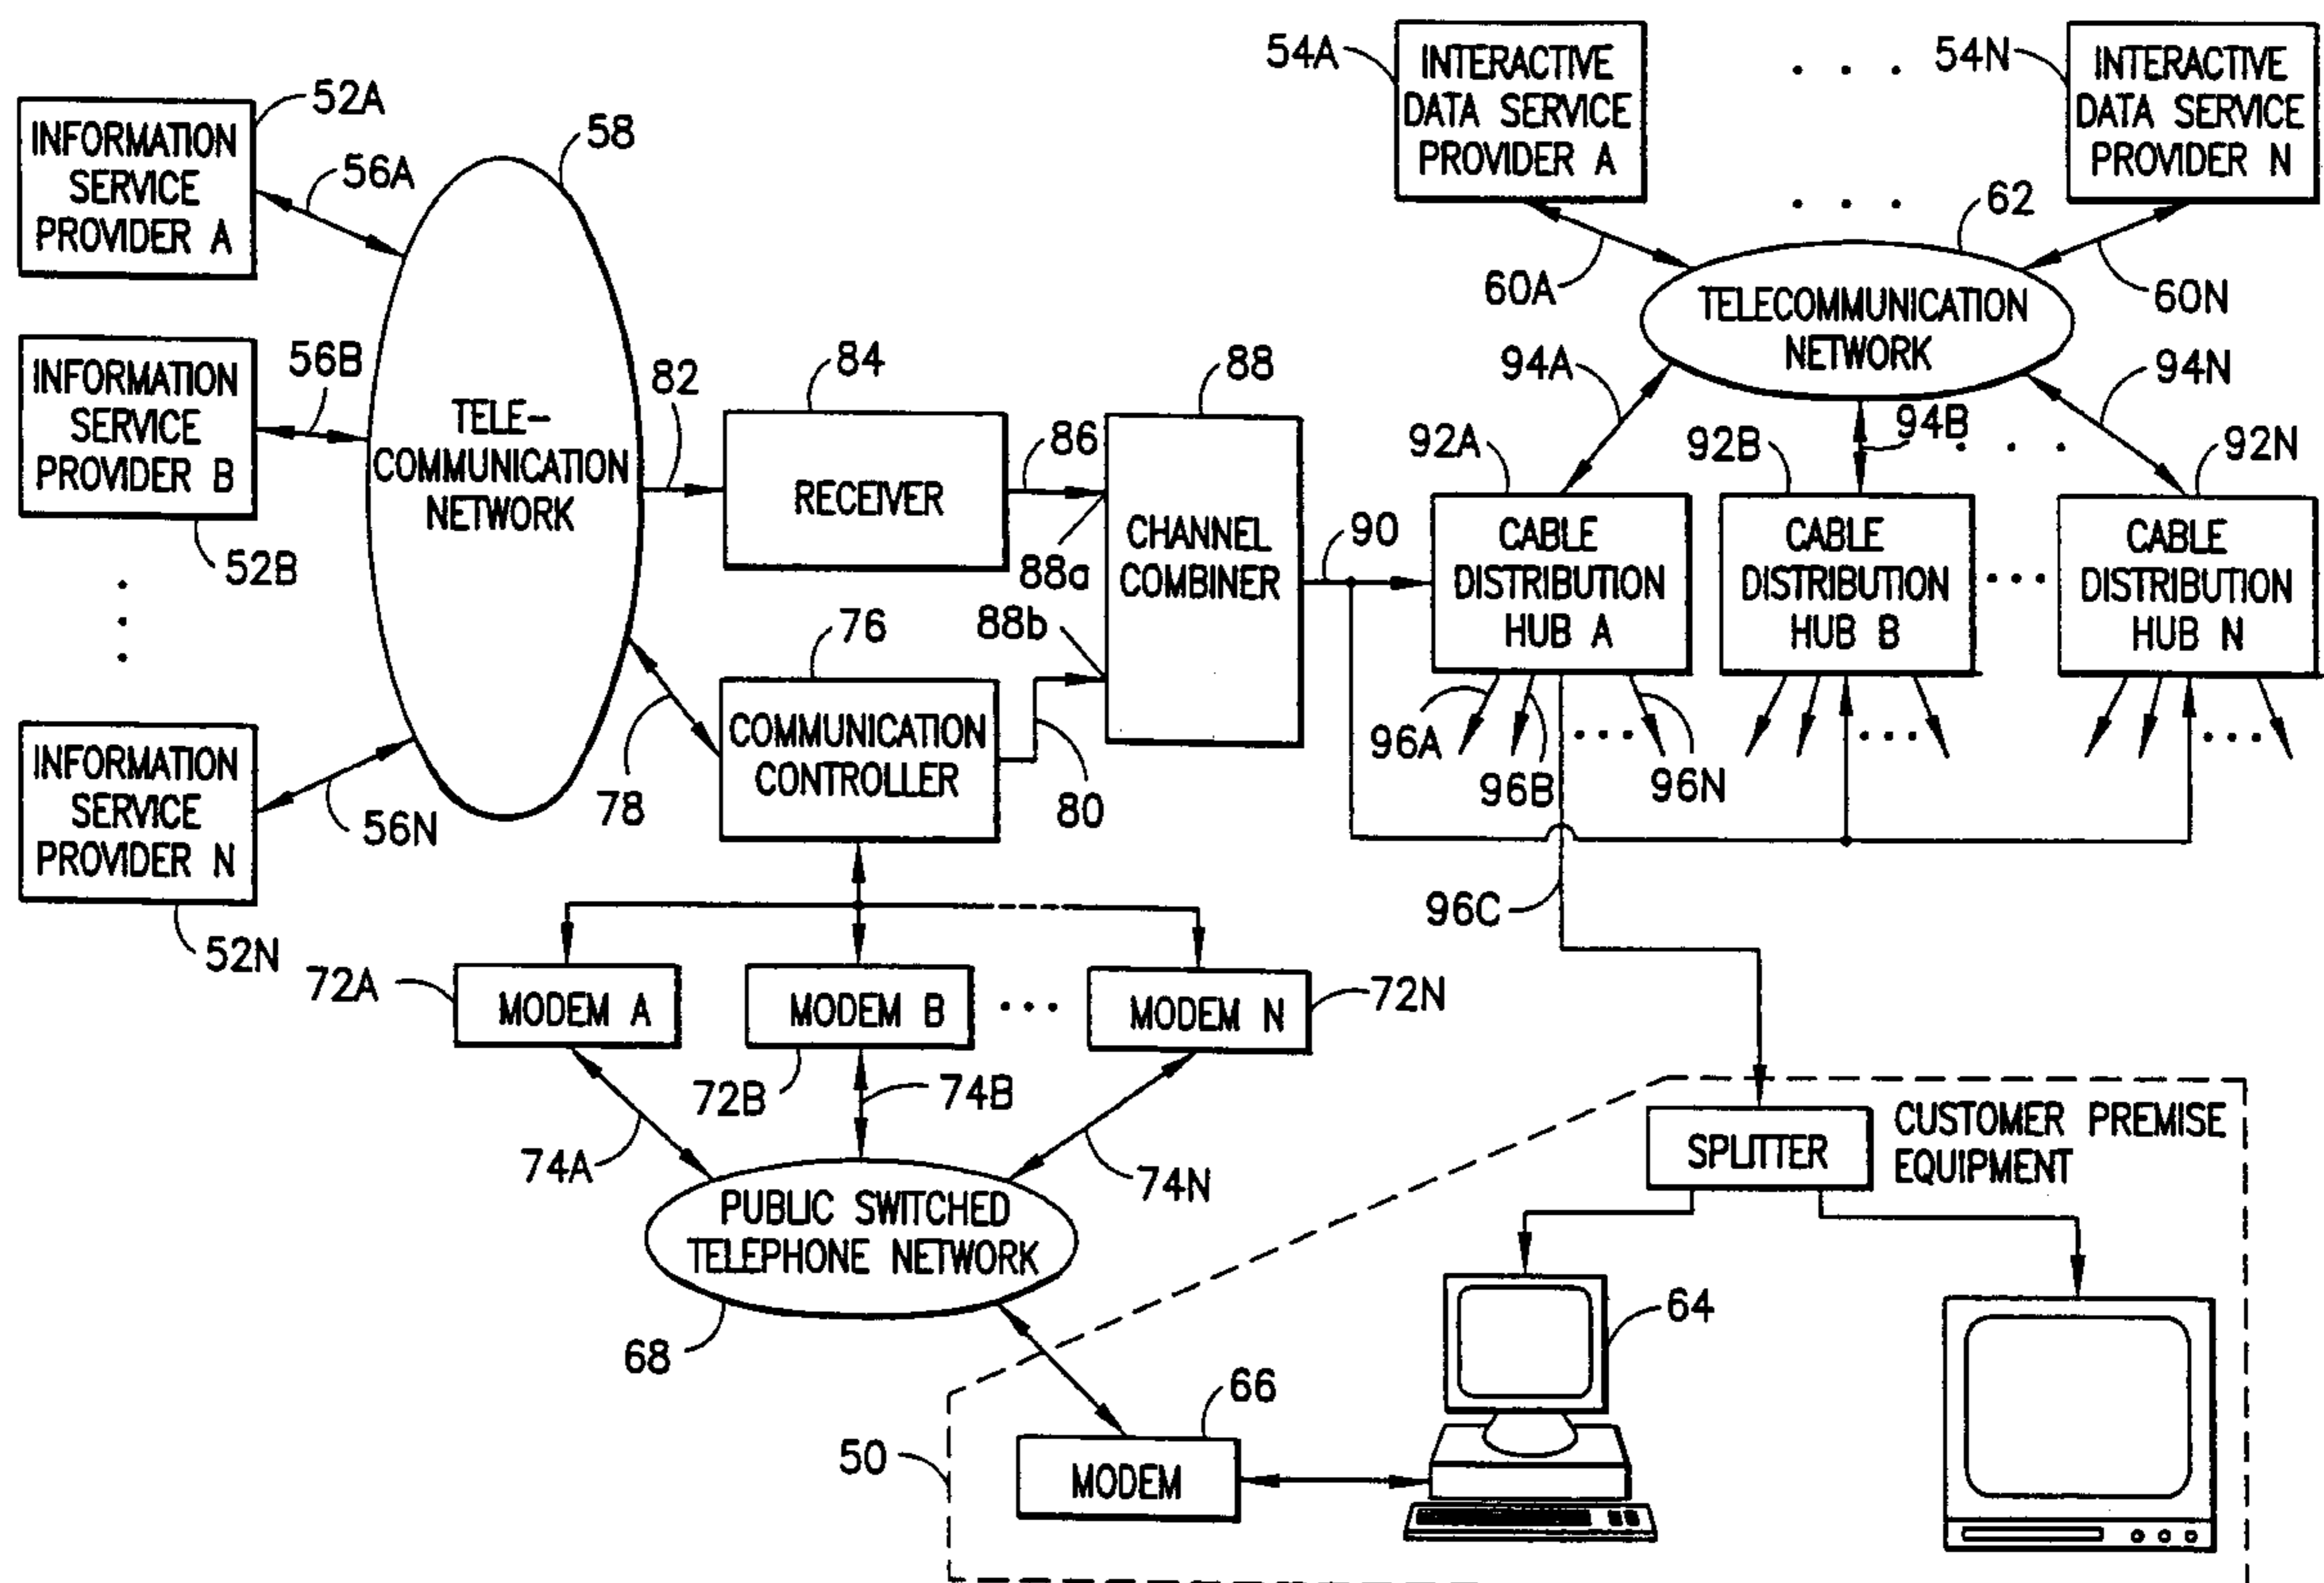 52A
INFORMATION
SERVICE
PROVIDER A
56A
58
54A
INTERACTIVE
DATA SERVICE
PROVIDER A
. . .
54N
INTERACTIVE
DATA SERVICE
PROVIDER N
. . .
62
60A
60N
TELECOMMUNICATION
NETWORK
INFORMATION
SERVICE
PROVIDER B
56B
52B
TELE-
COMMUNICATION
NETWORK
82
84
RECEIVER
86
88
88a
88b
CHANNEL
COMBINER
90
94A
94B
. . .
94N
92A
CABLE
DISTRIBUTION
HUB A
92B
CABLE
DISTRIBUTION
HUB B
...
92N
CABLE
DISTRIBUTION
HUB N
76
COMMUNICATION
CONTROLLER
78
80
96A
96B
...
96N
...
...
INFORMATION
SERVICE
PROVIDER N
56N
52N
96C
72A
MODEM A
MODEM B
...
MODEM N
72N
72B
74B
74A
74N
PUBLIC SWITCHED
TELEPHONE NETWORK
68
SPLITTER
CUSTOMER PREMISE
EQUIPMENT
64
66
50
MODEM